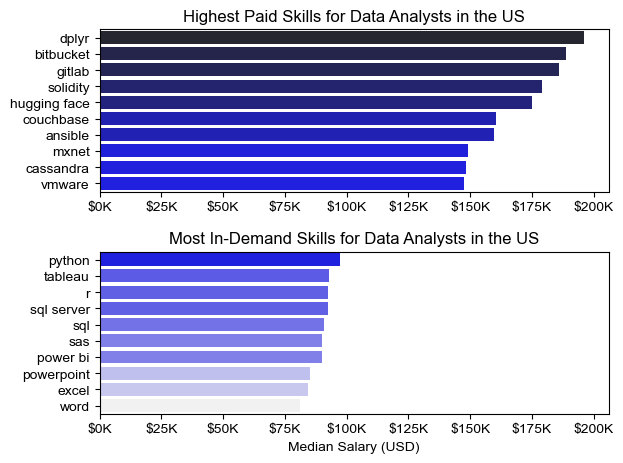 Highest Paid Skills for Data Analysts in the US
dplyr
bitbucket
gitlab
solidity
hugging face
couchbase
ansible
mxnet
cassandra
vmware
$0K $25K $50K $75K $100K $125K $150K $175K $200K
Most In-Demand Skills for Data Analysts in the US
python
tableau
r
sql server
sql
sas
power bi
powerpoint
excel
word
$0K $25K $50K $75K $100K $125K $150K $175K $200K
Median Salary (USD)